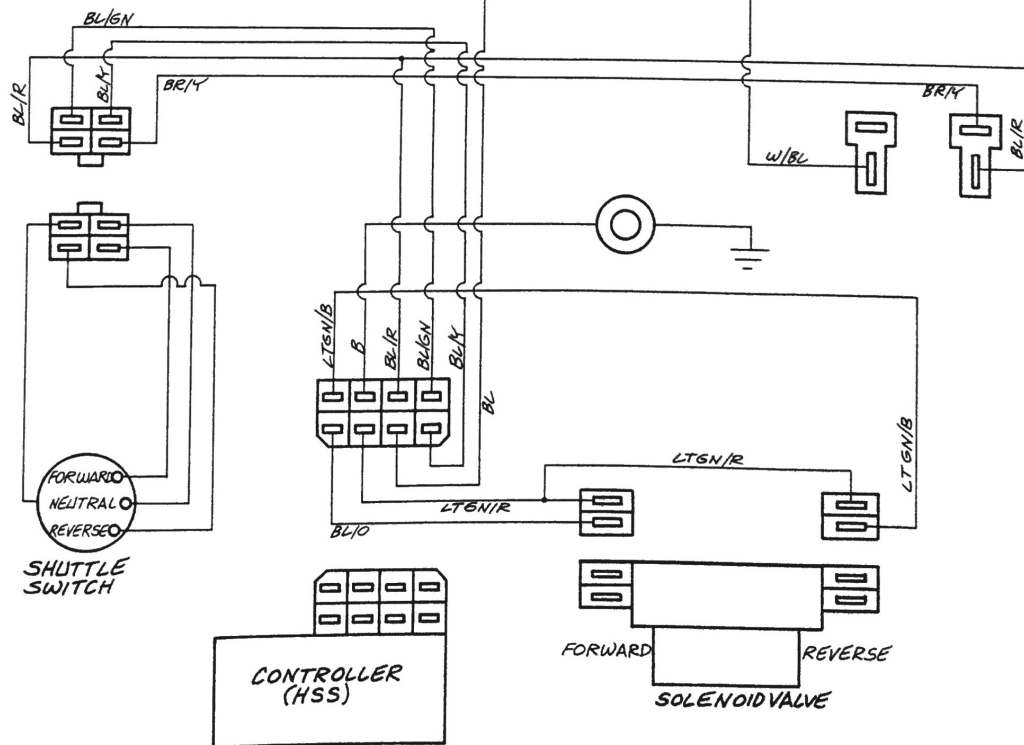 BL/GN
BL/R
BL/Y
BR/Y
BR/Y
BL/R
W/BL
LTGN/B
B
BL/R
BL/GN
BL/Y
BL
LTGN/B
LTGN/R
LTGN/R
BL/O
FORWARD
NEUTRAL
REVERSE
SHUTTLE
SWITCH
CONTROLLER
(HSS)
FORWARD
REVERSE
SOLENOID VALVE